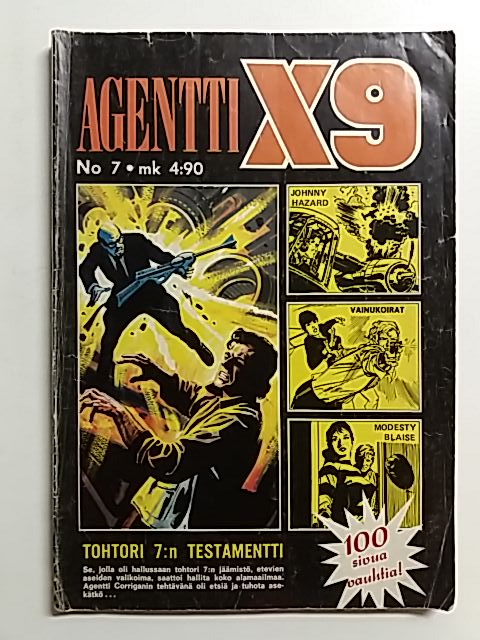 AGENTTI X9
No 7 • mk 4:90
JOHNNY
HAZARD
VAINUKOIRAT
MODESTY
BLAISE
100
sivua
vauhtia!
TOHTORI 7:n TESTAMENTTI
Se, jolla oli hallussaan tohtori 7:n jäämistö, etevien
aseiden valikoima, saattoi hallita koko alamaailmaa.
Agentti Corriganin tehtävänä oli etsiä ja tuhota ase-
kätkö...